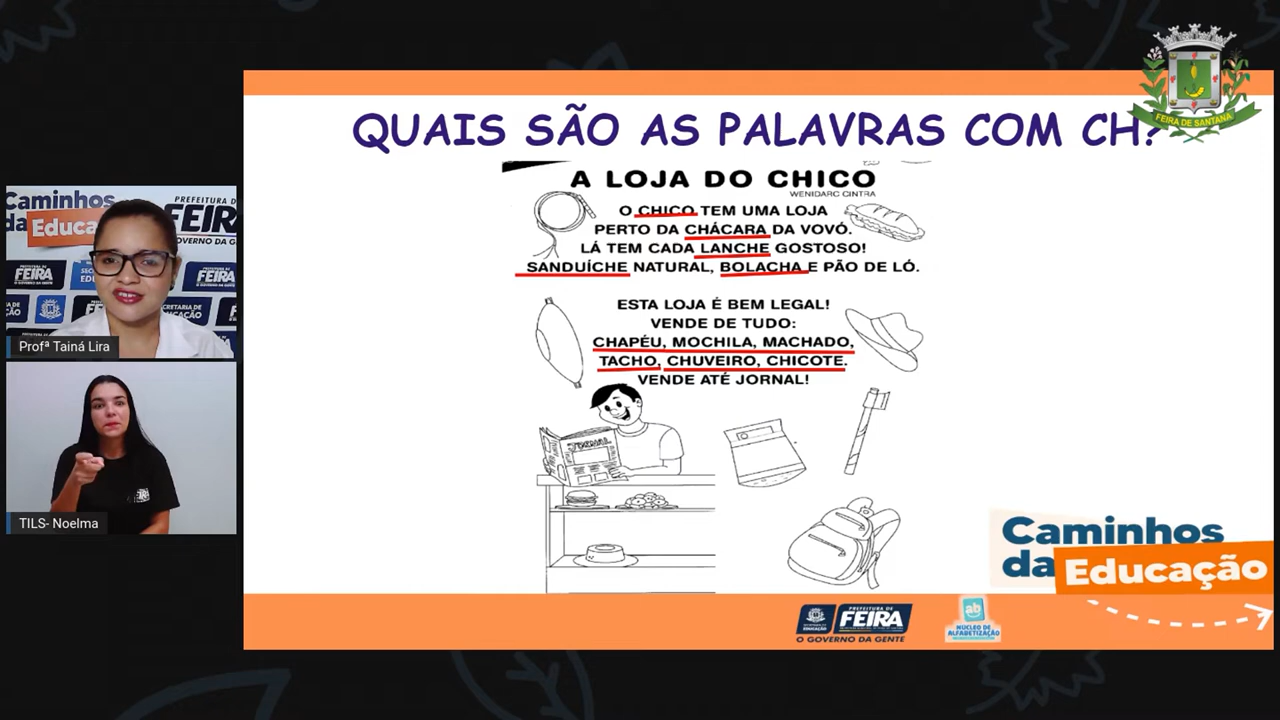 QUAIS SÃO AS PALAVRAS COM CH?
FEIRA DE SANTANA
A LOJA DO CHICO
WENIDARC CINTRA
O CHICO TEM UMA LOJA
PERTO DA CHÁCARA DA VOVÓ.
LÁ TEM CADA LANCHE GOSTOSO!
SANDUÍCHE NATURAL, BOLACHA E PÃO DE LÓ.
ESTA LOJA É BEM LEGAL!
VENDE DE TUDO:
CHAPÉU, MOCHILA, MACHADO,
TACHO, CHUVEIRO, CHICOTE.
VENDE ATÉ JORNAL!
JORNAL
Caminhos
da Educa
PREFEITURA DE
FEIRA
O GOVERNO DA GENTE
Profª Tainá Lira
TILS- Noelma
Caminhos
da Educação
EDUCAÇÃO
PREFEITURA DE
FEIRA
O GOVERNO DA GENTE
ab
NÚCLEO DE
ALFABETIZAÇÃO